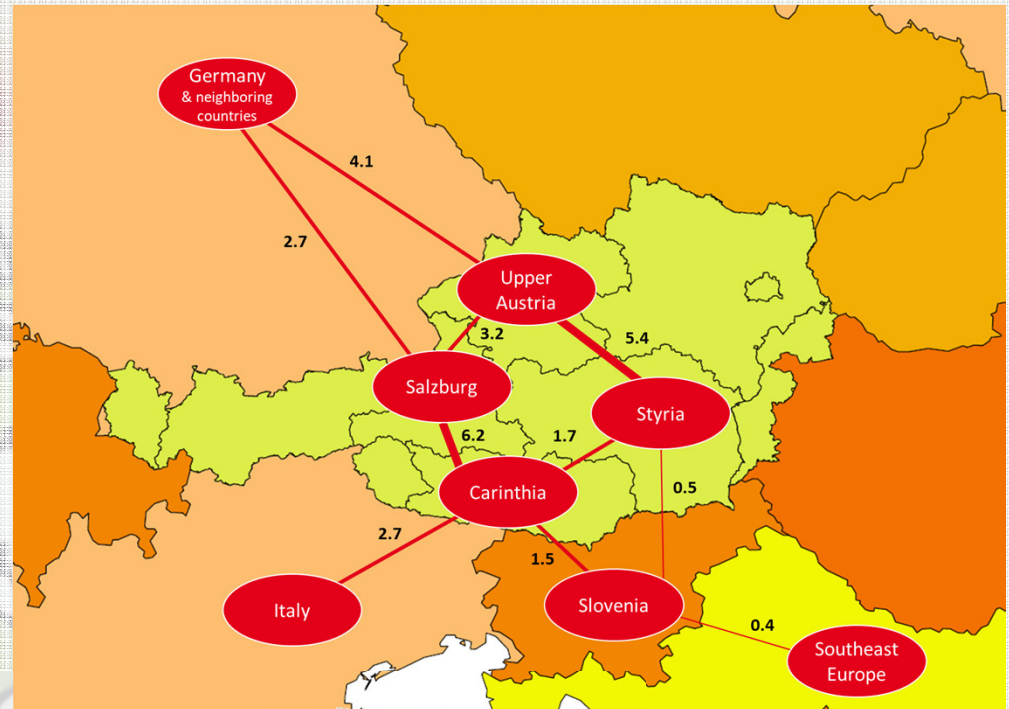 Germany
& neighboring
countries
4.1
2.7
Upper
Austria
3.2
5.4
Salzburg
Styria
6.2
1.7
Carinthia
0.5
2.7
1.5
Italy
Slovenia
0.4
Southeast
Europe